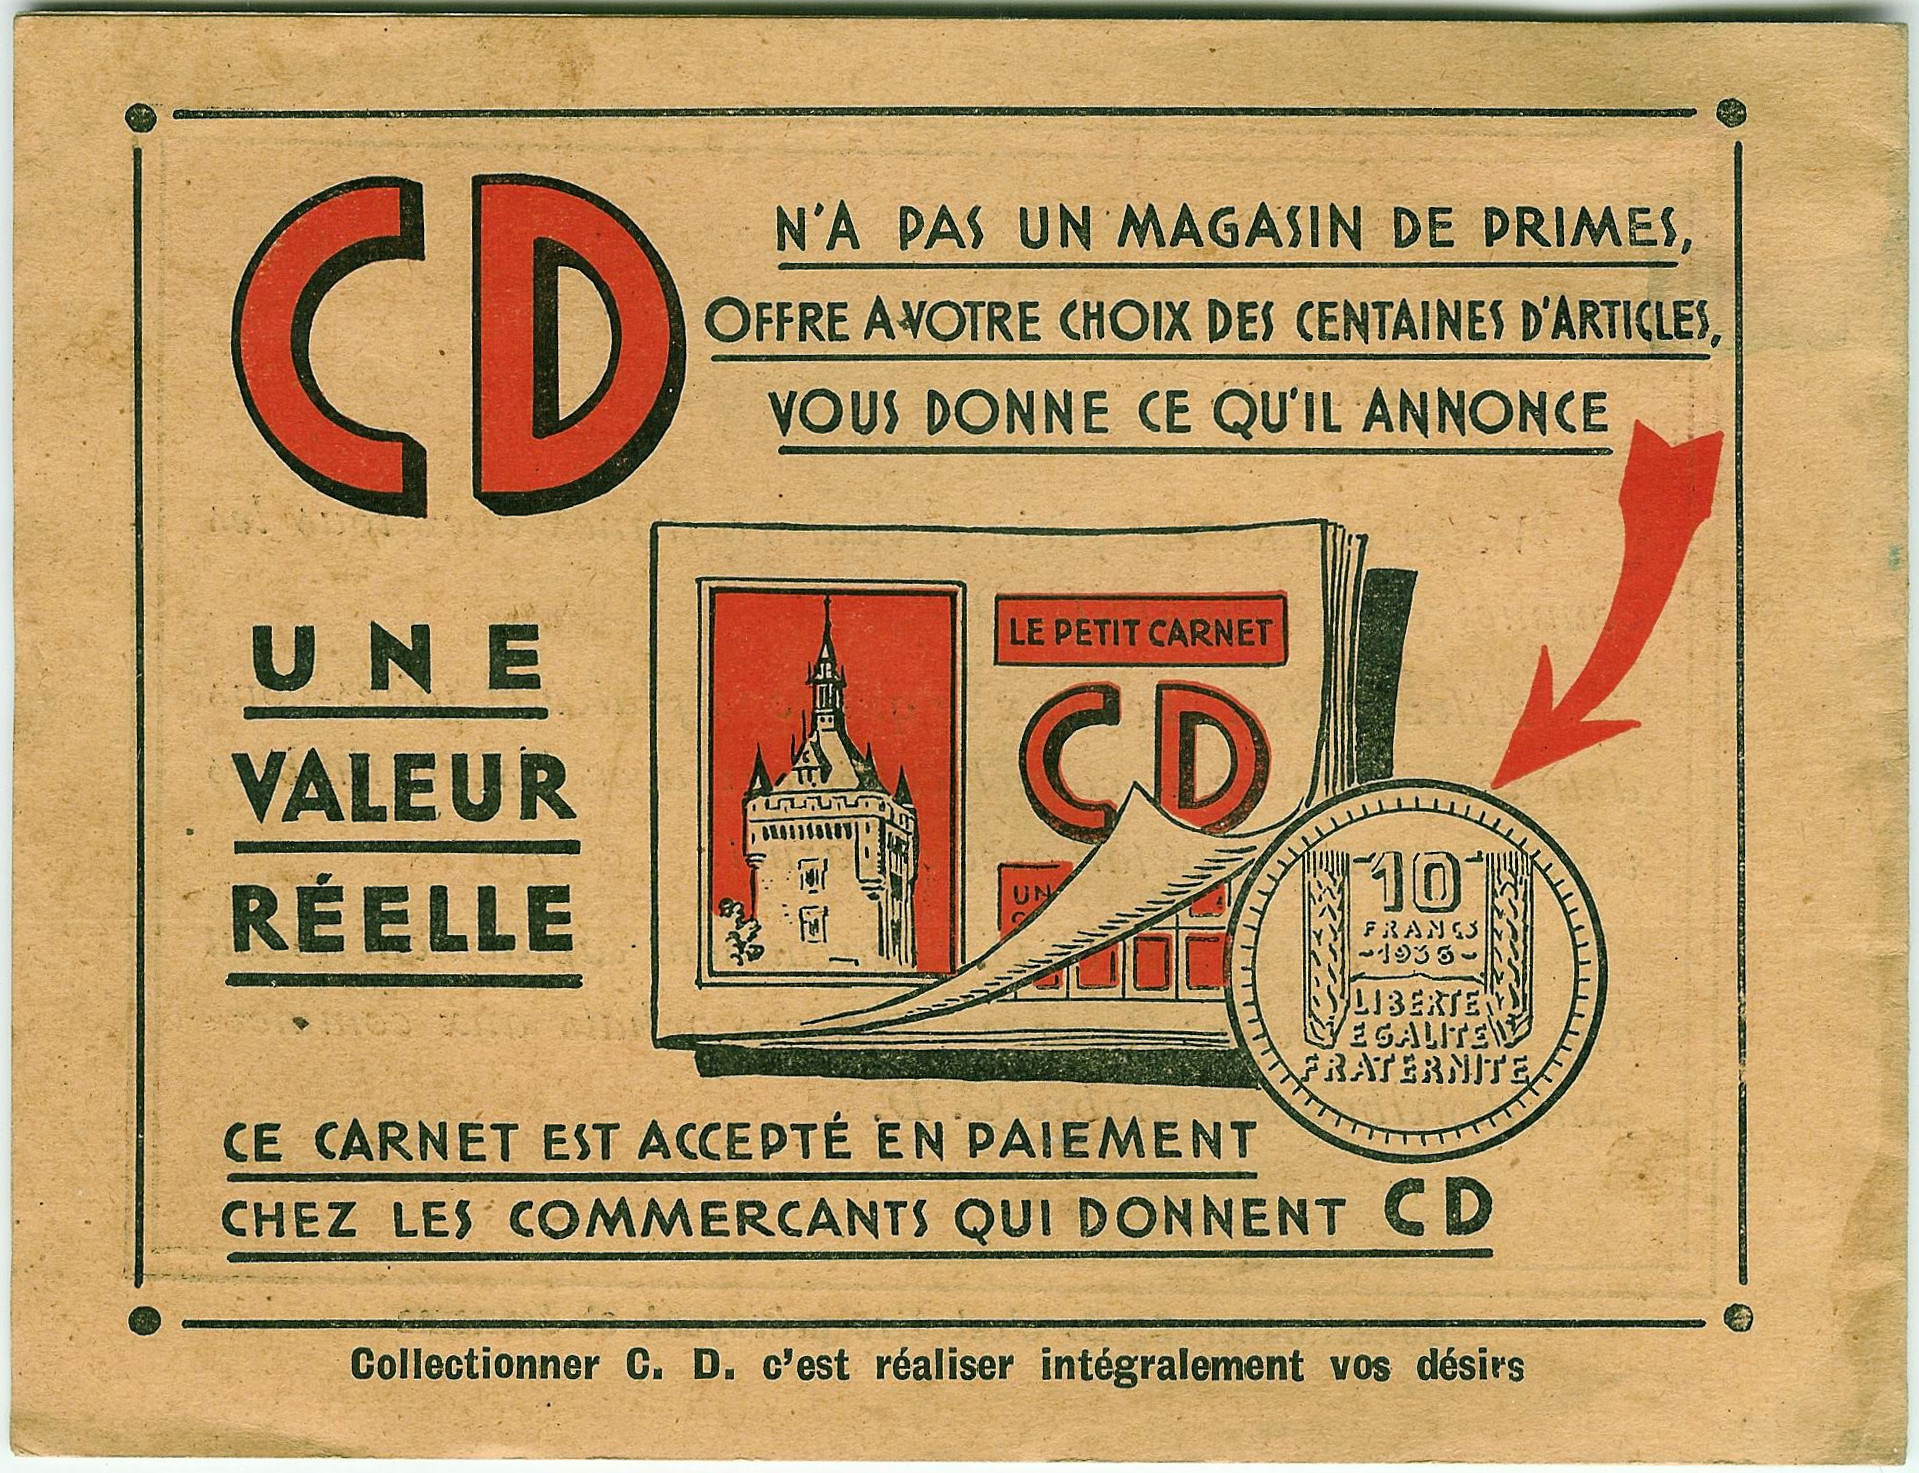 CD
N'A PAS UN MAGASIN DE PRIMES,
OFFRE A VOTRE CHOIX DES CENTAINES D'ARTICLES,
VOUS DONNE CE QU'IL ANNONCE
UNE
VALEUR
RÉELLE
LE PETIT CARNET
CD
UN
10
FRANCS
LIBERTE
EGALITE
FRATERNITE
CE CARNET EST ACCEPTÉ EN PAIEMENT
CHEZ LES COMMERCANTS QUI DONNENT CD
Collectionner C. D. c'est réaliser intégralement vos désirs